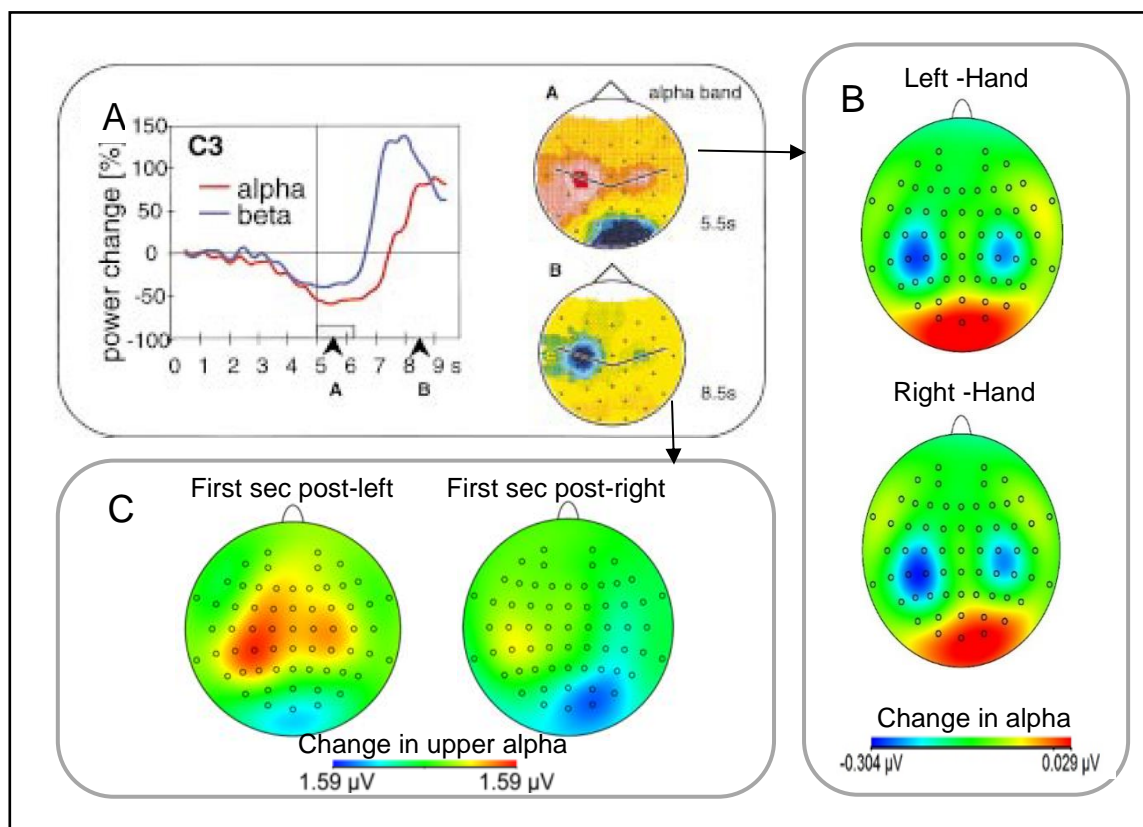 A
150
100
50
0
-50
-100
power change [%]
C3
alpha
beta
0 1 2 3 4 5 6 7 8 9 s
A B
A alpha band
5.5s
B
8.5s
B
Left -Hand
Right -Hand
Change in alpha
-0.304 µV 0.029 µV
C
First sec post-left First sec post-right
Change in upper alpha
1.59 µV 1.59 µV